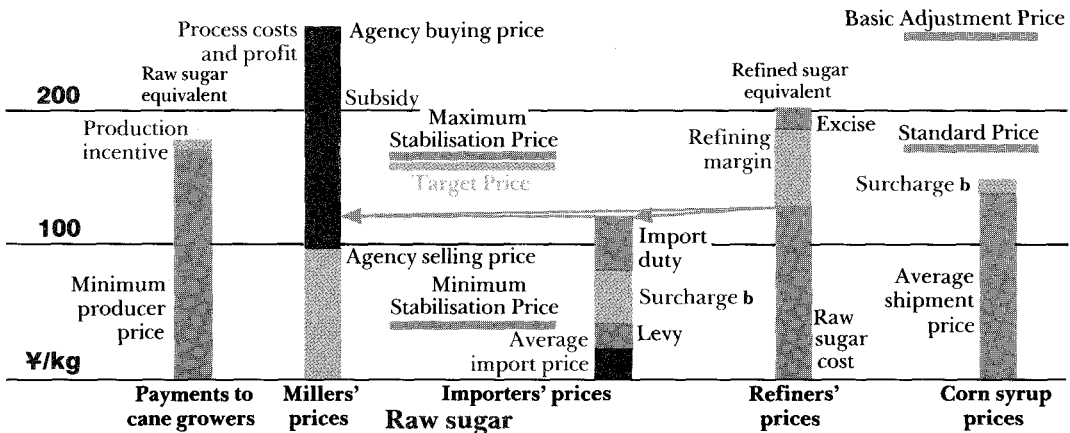 Process costs
and profit
Agency buying price
Basic Adjustment Price
Raw sugar
equivalent
Refined sugar
equivalent
200
Subsidy
Production
incentive
Maximum
Stabilisation Price
Target Price
Excise
Refining
margin
Standard Price
Surcharge b
100
Import
duty
Agency selling price
Minimum
producer
price
Minimum
Stabilisation Price
Surcharge b
Average
shipment
price
Levy
Average
import price
Raw
sugar
cost
¥/kg
Payments to
cane growers
Millers'
prices
Importers' prices
Raw sugar
Refiners'
prices
Corn syrup
prices